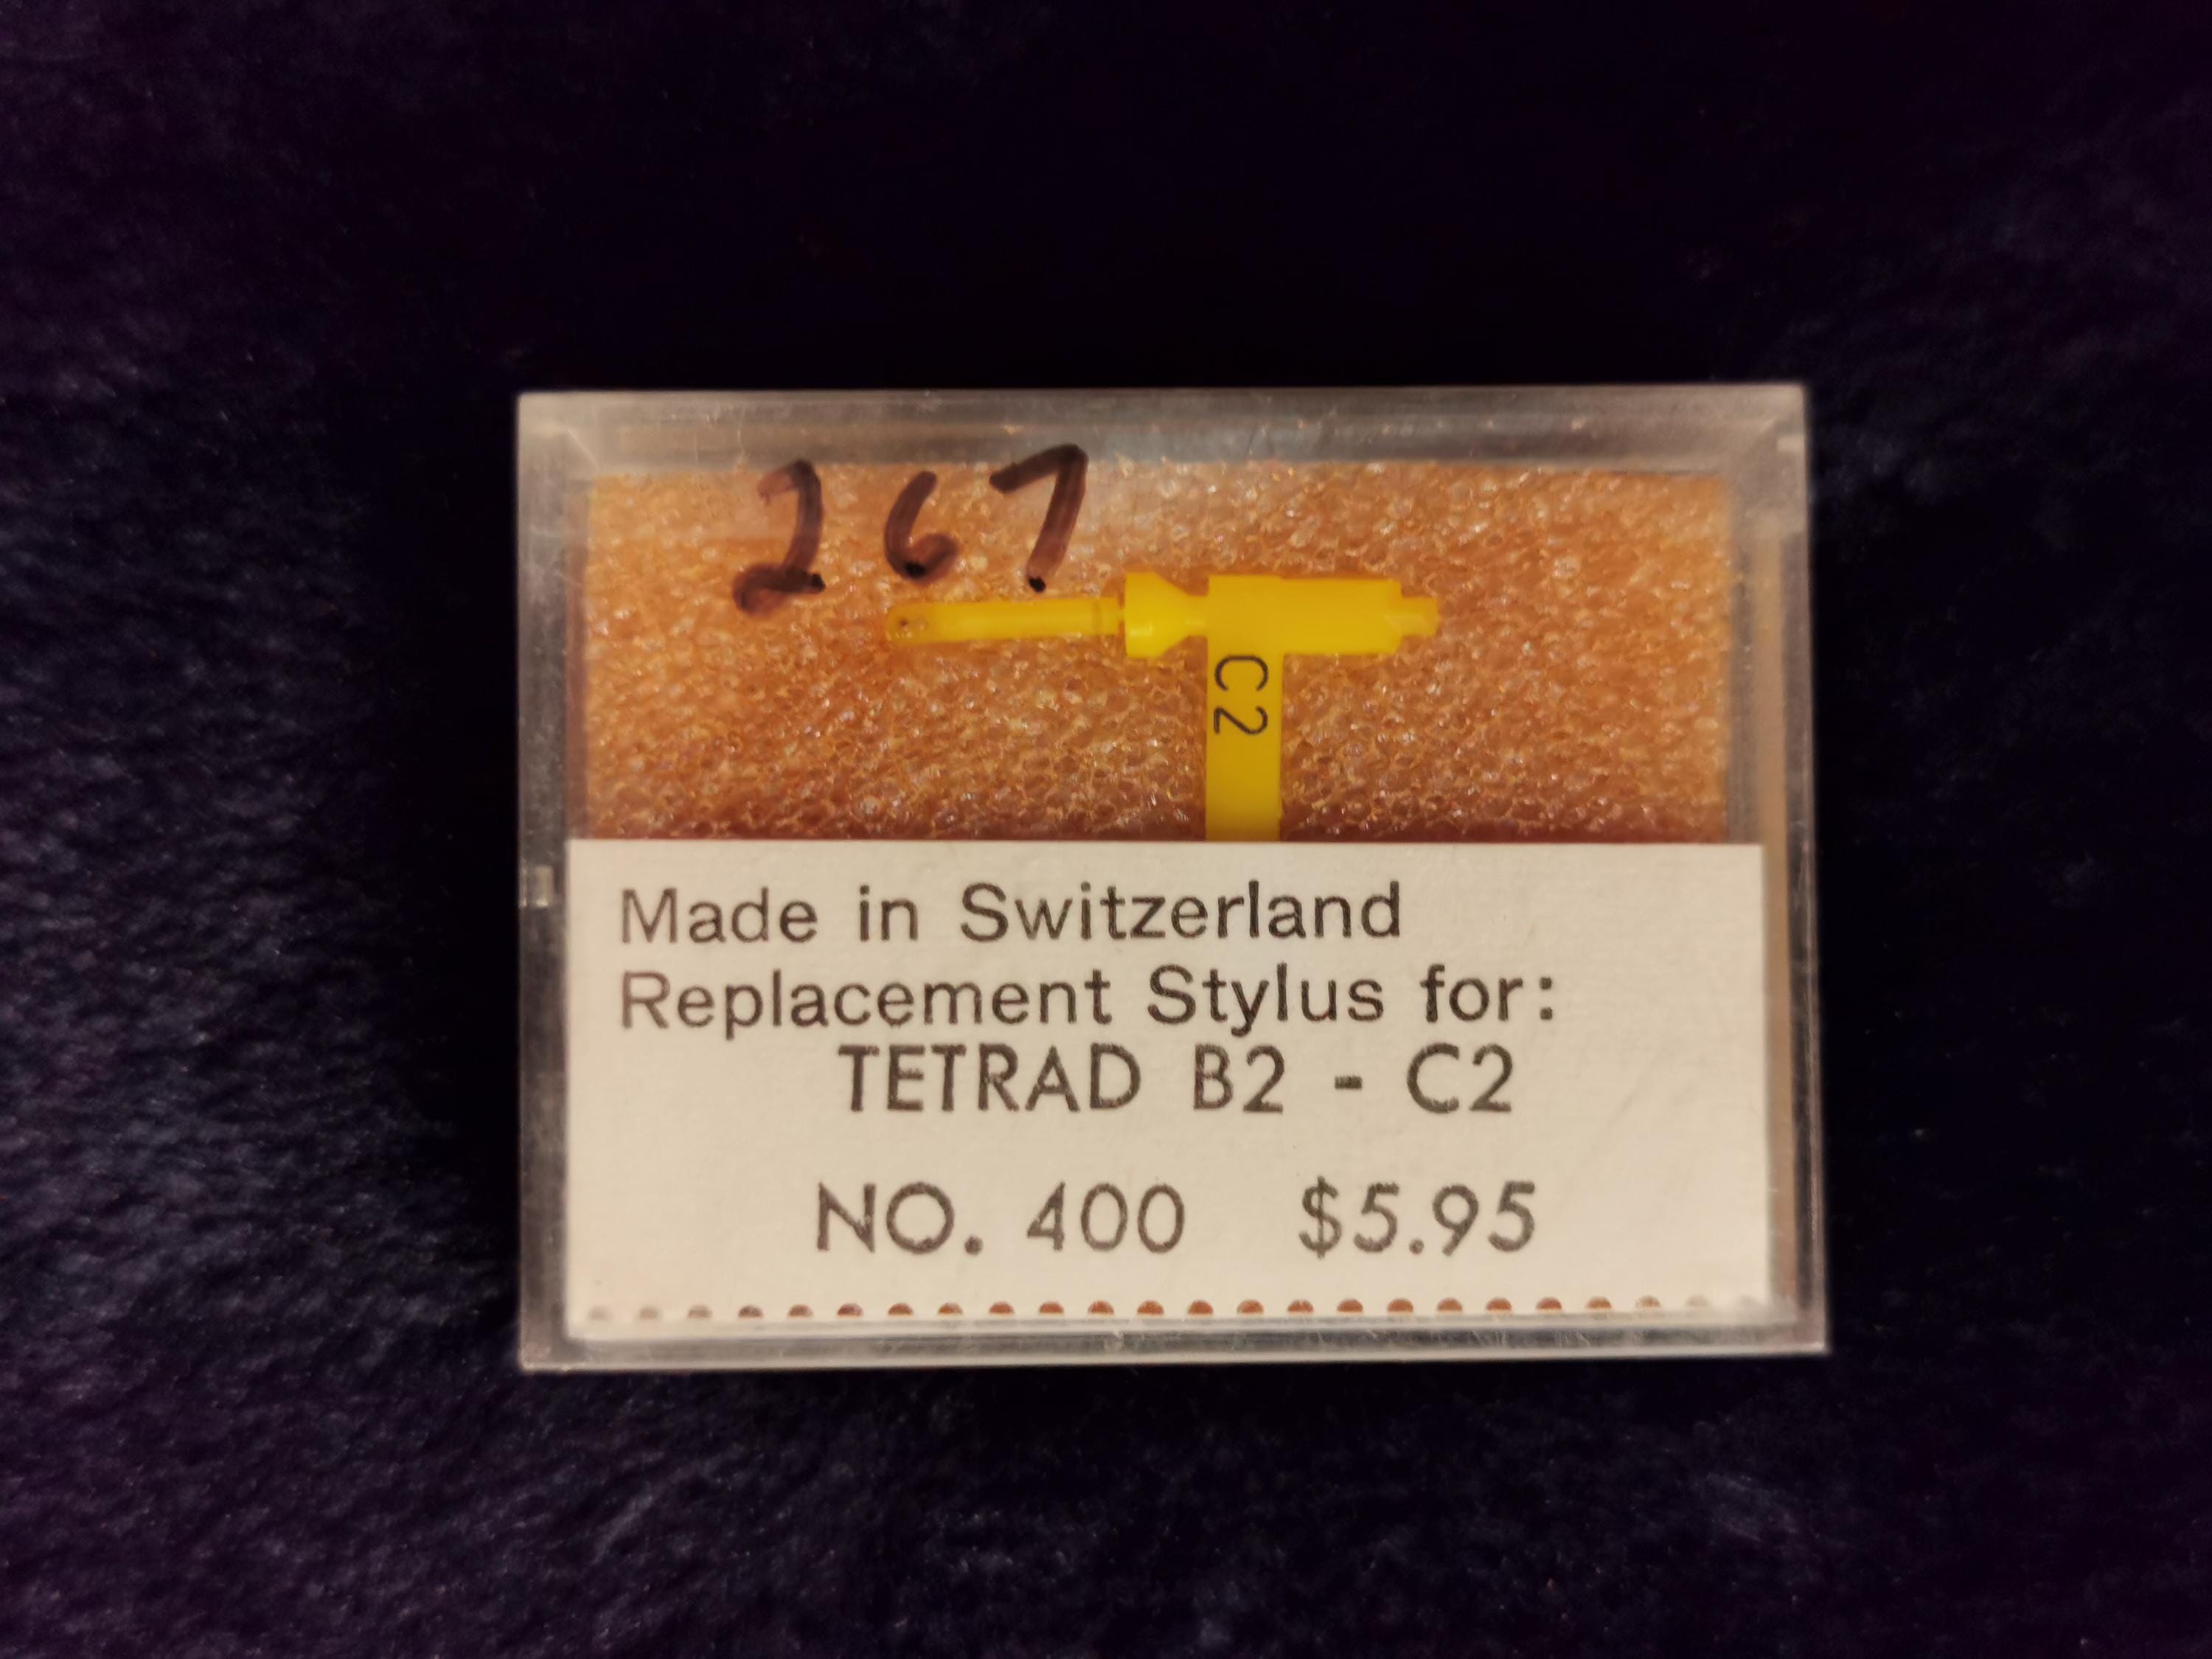 267
C2
Made in Switzerland
Replacement Stylus for:
TETRAD B2 - C2
NO. 400 $5.95